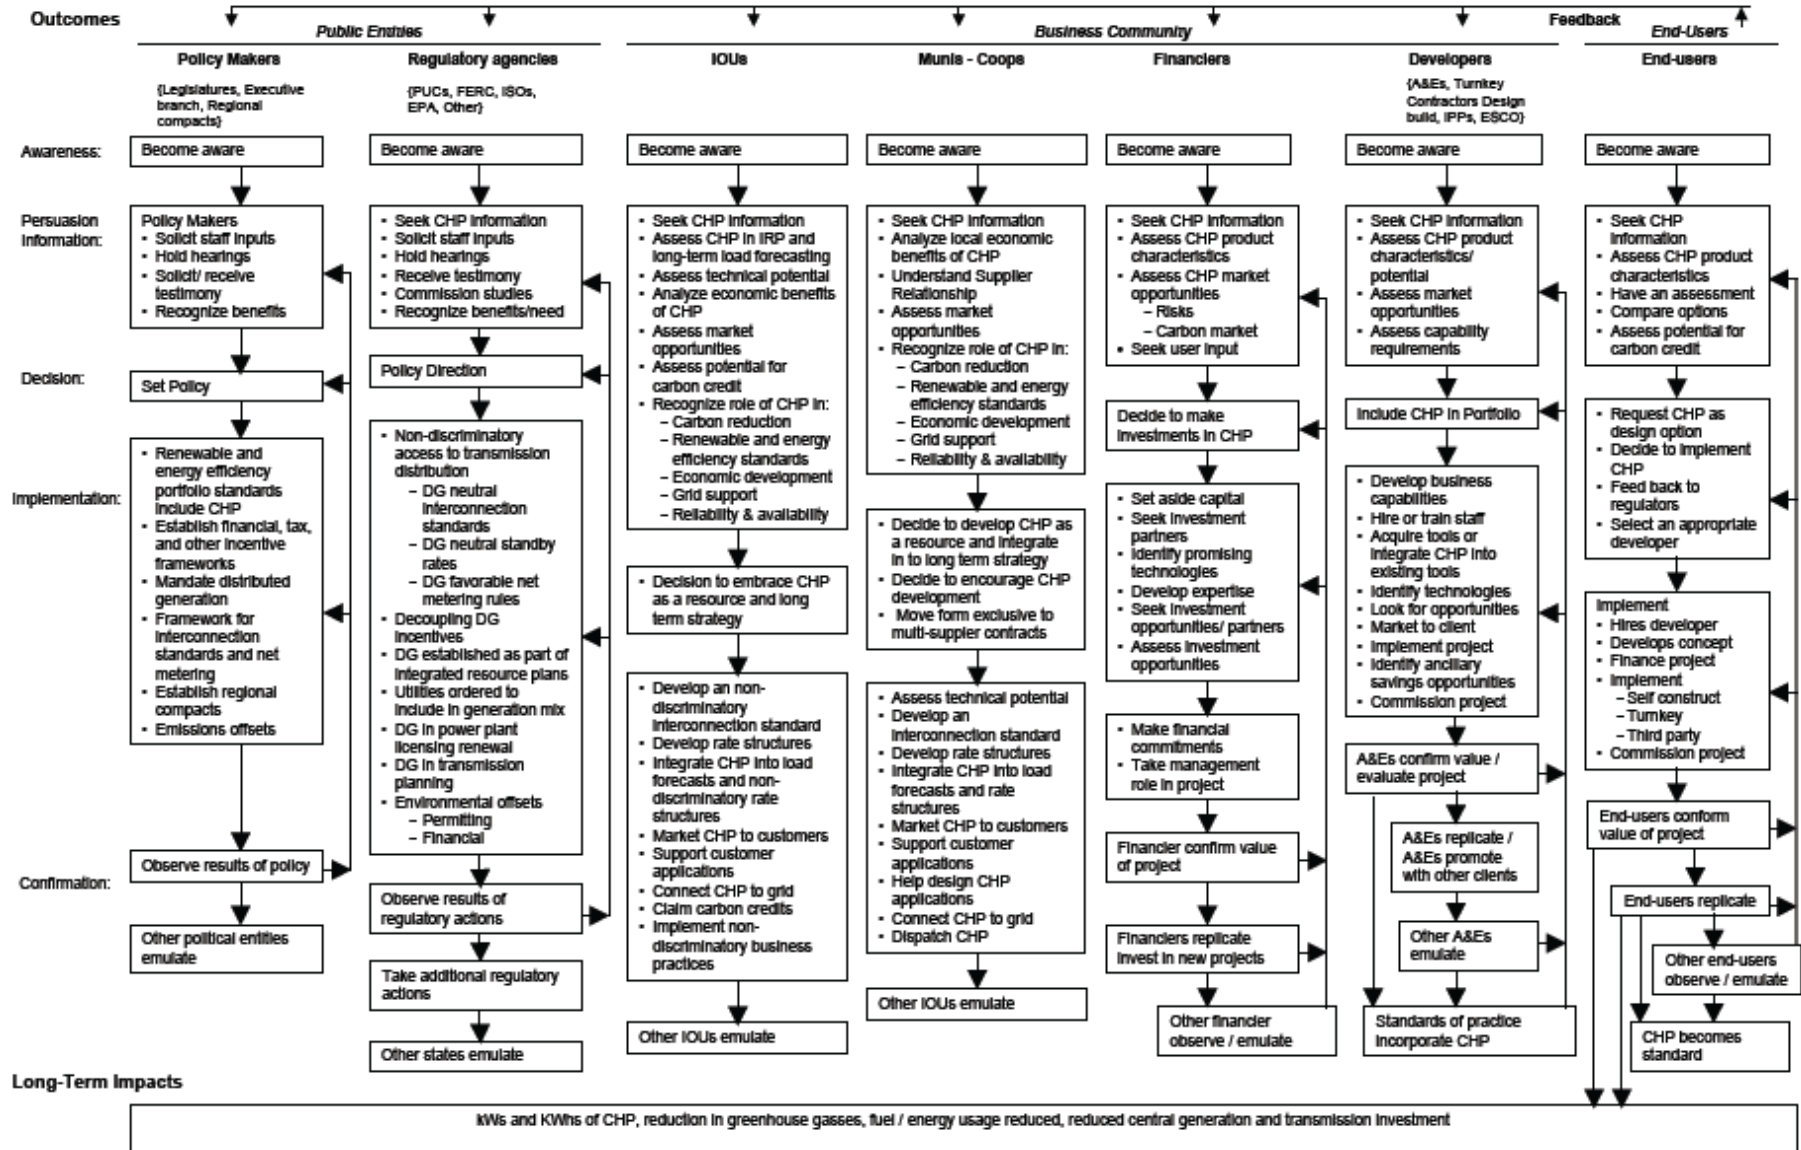 Outcomes
Feedback
Public Entities
Business Community
End-Users
Policy Makers
Regulatory agencies
IOUs
Munis - Coops
Financiers
Developers
End-users
{Legislatures, Executive
branch, Regional
compacts}
{PUCs, FERC, ISOs,
EPA, Other}
{A&Es, Turnkey
Contractors Design
build, IPPs, ESCO}
Awareness:
Become aware
Become aware
Become aware
Become aware
Become aware
Become aware
Become aware
Persuasion
Information:
Decision:
Implementation:
Confirmation:
Policy Makers
▪ Solicit staff inputs
▪ Hold hearings
▪ Solicit/ receive
testimony
▪ Recognize benefits
Set Policy
▪ Renewable and
energy efficiency
portfolio standards
include CHP
▪ Establish financial, tax,
and other incentive
frameworks
▪ Mandate distributed
generation
▪ Framework for
interconnection
standards and net
metering
▪ Establish regional
compacts
▪ Emissions offsets
Observe results of policy
Other political entities
emulate
▪ Seek CHP information
▪ Solicit staff inputs
▪ Hold hearings
▪ Receive testimony
▪ Commission studies
▪ Recognize benefits/need
Policy Direction
▪ Non-discriminatory
access to transmission
distribution
– DG neutral
interconnection
standards
– DG neutral standby
rates
– DG favorable net
metering rules
▪ Decoupling DG
incentives
▪ DG established as part of
integrated resource plans
▪ Utilities ordered to
include in generation mix
▪ DG in power plant
licensing renewal
▪ DG in transmission
planning
▪ Environmental offsets
– Permitting
– Financial
Observe results of
regulatory actions
Take additional regulatory
actions
Other states emulate
▪ Seek CHP information
▪ Assess CHP in IRP and
long-term load forecasting
▪ Assess technical potential
▪ Analyze economic benefits
of CHP
▪ Assess market
opportunities
▪ Assess potential for
carbon credit
▪ Recognize role of CHP in:
– Carbon reduction
– Renewable and energy
efficiency standards
– Economic development
– Grid support
– Reliability & availability
▪ Decision to embrace CHP
as a resource and long
term strategy
▪ Develop an non-
discriminatory
interconnection standard
▪ Develop rate structures
▪ Integrate CHP into load
forecasts and non-
discriminatory rate
structures
▪ Market CHP to customers
▪ Support customer
applications
▪ Connect CHP to grid
▪ Claim carbon credits
▪ Implement non-
discriminatory business
practices
Other IOUs emulate
▪ Seek CHP information
▪ Analyze local economic
benefits of CHP
▪ Understand Supplier
Relationship
▪ Assess market
opportunities
▪ Recognize role of CHP in:
– Carbon reduction
– Renewable and energy
efficiency standards
– Economic development
– Grid support
– Reliability & availability
▪ Decide to develop CHP as
a resource and integrate
in to long term strategy
▪ Decide to encourage CHP
development
▪ Move form exclusive to
multi-suppler contracts
▪ Assess technical potential
▪ Develop an
interconnection standard
▪ Develop rate structures
▪ Integrate CHP into load
forecasts and rate
structures
▪ Market CHP to customers
▪ Support customer
applications
▪ Help design CHP
applications
▪ Connect CHP to grid
▪ Dispatch CHP
Other IOUs emulate
▪ Seek CHP information
▪ Assess CHP product
characteristics
▪ Assess CHP market
opportunities
– Risks
– Carbon market
▪ Seek user input
Decide to make
investments in CHP
▪ Set aside capital
▪ Seek investment
partners
▪ Identify promising
technologies
▪ Develop expertise
▪ Seek investment
opportunities/ partners
▪ Assess investment
opportunities
▪ Make financial
commitments
▪ Take management
role in project
Financier confirm value
of project
Financiers replicate
invest in new projects
Other financier
observe / emulate
▪ Seek CHP information
▪ Assess CHP product
characteristics/
potential
▪ Assess market
opportunities
▪ Assess capability
requirements
Include CHP in Portfolio
▪ Develop business
capabilities
▪ Hire or train staff
▪ Acquire tools or
integrate CHP into
existing tools
▪ Identify technologies
▪ Look for opportunities
▪ Market to client
▪ Implement project
▪ Identify ancillary
savings opportunities
▪ Commission project
A&Es confirm value /
evaluate project
A&Es replicate /
A&Es promote
with other clients
Other A&Es
emulate
Standards of practice
incorporate CHP
▪ Seek CHP
information
▪ Assess CHP product
characteristics
▪ Have an assessment
▪ Compare options
▪ Assess potential for
carbon credit
▪ Request CHP as
design option
▪ Decide to implement
CHP
▪ Feed back to
regulators
▪ Select an appropriate
developer
Implement
▪ Hires developer
▪ Develops concept
▪ Finance project
▪ Implement
– Self construct
– Turnkey
– Third party
▪ Commission project
End-users conform
value of project
End-users replicate
Other end-users
observe / emulate
CHP becomes
standard
Long-Term Impacts
kWs and KWhs of CHP, reduction in greenhouse gasses, fuel / energy usage reduced, reduced central generation and transmission investment